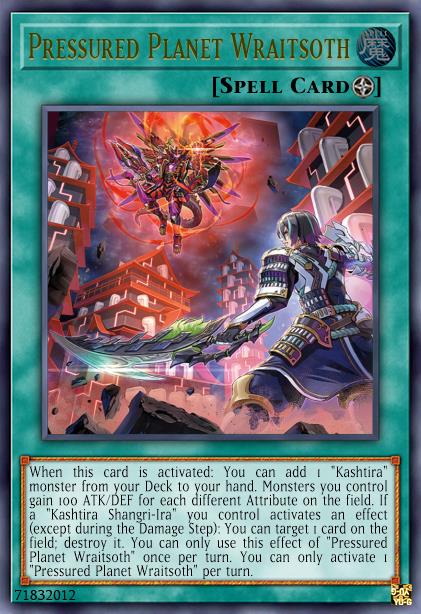 PRESSURED PLANET WRAITSOTH
魔
[SPELL CARD]
When this card is activated: You can add 1 "Kashtira"
monster from your Deck to your hand. Monsters you control
gain 100 ATK/DEF for each different Attribute on the field. If
a "Kashtira Shangri-Ira" you control activates an effect
(except during the Damage Step): You can target 1 card on the
field; destroy it. You can only use this effect of "Pressured
Planet Wraitsoth" once per turn. You can only activate 1
"Pressured Planet Wraitsoth" per turn.
71832012